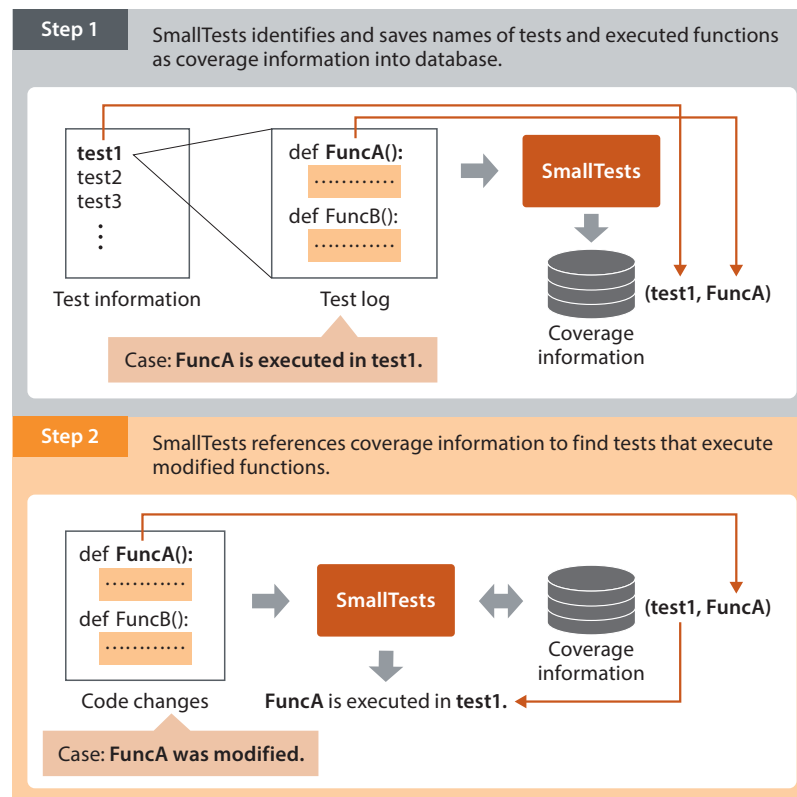 Step 1
SmallTests identifies and saves names of tests and executed functions
as coverage information into database.
test1
test2
test3
⋮
def FuncA():
…………
def FuncB():
…………
SmallTests
(test1, FuncA)
Test information
Test log
Coverage
information
Case: FuncA is executed in test1.
Step 2
SmallTests references coverage information to find tests that execute
modified functions.
def FuncA():
…………
def FuncB():
…………
SmallTests
(test1, FuncA)
Coverage
information
Code changes
FuncA is executed in test1.
Case: FuncA was modified.